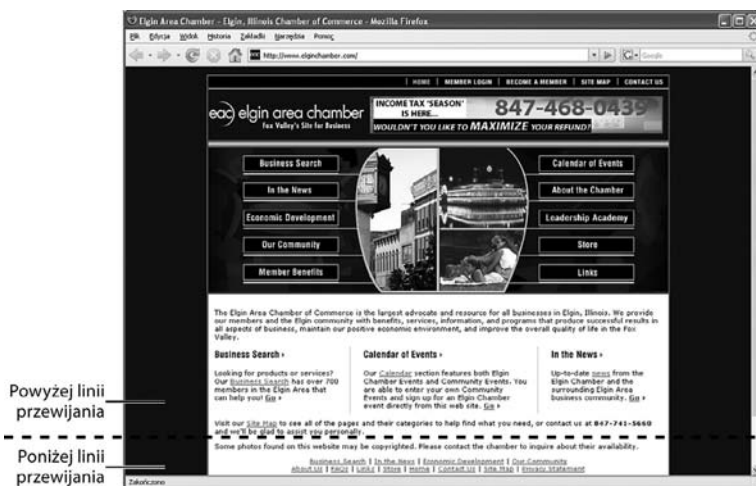 Elgin Area Chamber - Elgin, Illinois Chamber of Commerce - Mozilla Firefox
Plik Edycja Widok Historia Zakładki Narzędzia Pomoc
http://www.elginchamber.com/
Google
| HOME | MEMBER LOGIN | BECOME A MEMBER | SITE MAP | CONTACT US
eac elgin area chamber
Fox Valley's Site for Business
INCOME TAX 'SEASON'
IS HERE...
847-468-0439
WOULDN'T YOU LIKE TO MAXIMIZE YOUR REFUND?
Business Search
In the News
Economic Development
Our Community
Member Benefits
Calendar of Events
About the Chamber
Leadership Academy
Store
Links
The Elgin Area Chamber of Commerce is the largest advocate and resource for all businesses in Elgin, Illinois. We provide
our members and the Elgin community with benefits, services, information, and programs that produce successful results in
all aspects of business, maintain our positive economic environment, and improve the overall quality of life in the Fox
Valley.
Business Search ›
Looking for products or services?
Our Business Search has over 700
members in the Elgin Area that
can help you! Go ›
Calendar of Events ›
Our Calendar section features both Elgin
Chamber Events and Community Events. You
are able to enter your own Community
Events and sign up for an Elgin Chamber
event directly from this web site. Go ›
In the News ›
Up-to-date news from the
Elgin Chamber and the
surrounding Elgin Area
business community. Go ›
Visit our Site Map to see all of the pages and their categories to help find what you need, or contact us at 847-741-5660
and we'll be glad to assist you personally.
Some photos found on this website may be copyrighted. Please contact the chamber to inquire about their availability.
Business Search | In the News | Economic Development | Our Community
About Us | FAQs | Links | Store | Home | Contact Us | Site Map | Privacy Statement
Zakończono
Powyżej linii
przewijania
Poniżej linii
przewijania